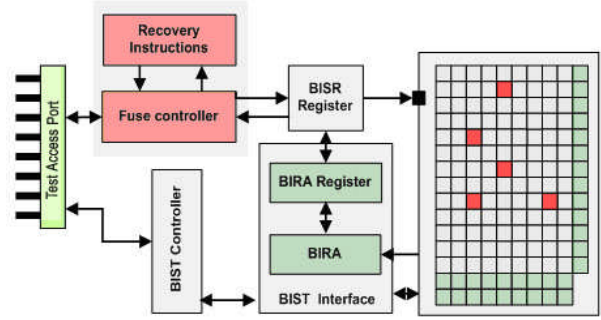 Recovery
Instructions
Fuse controller
BISR
Register
Test Access Port
BIST Controller
BIRA Register
BIRA
BIST Interface